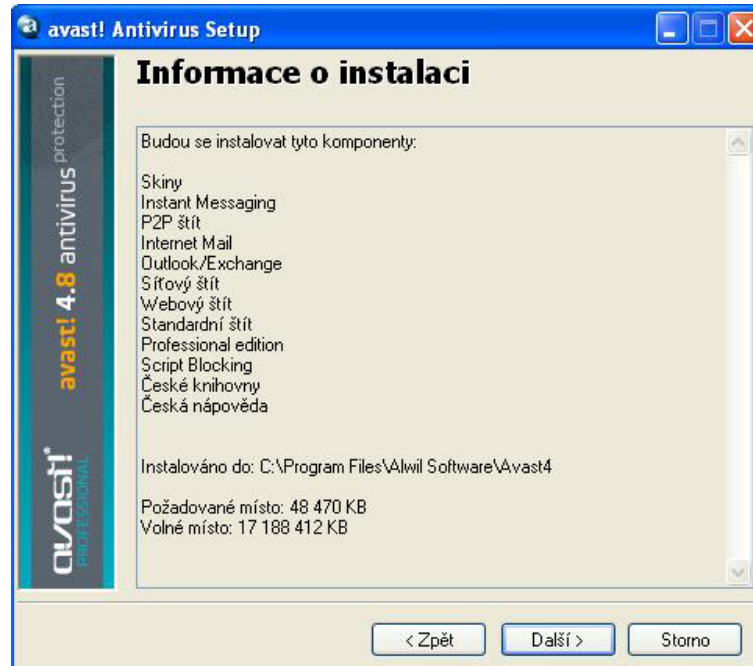 avast! Antivirus Setup
Informace o instalaci
Budou se instalovat tyto komponenty:
Skiny
Instant Messaging
P2P štít
Internet Mail
Outlook/Exchange
Síťový štít
Webový štít
Standardní štít
Professional edition
Script Blocking
České knihovny
Česká nápověda
Instalováno do: C:\Program Files\Alwil Software\Avast4
Požadované místo: 48 470 KB
Volné místo: 17 188 412 KB
avast! 4.8 antivirus protection
avast!
PROFESSIONAL
< Zpět
Další >
Storno